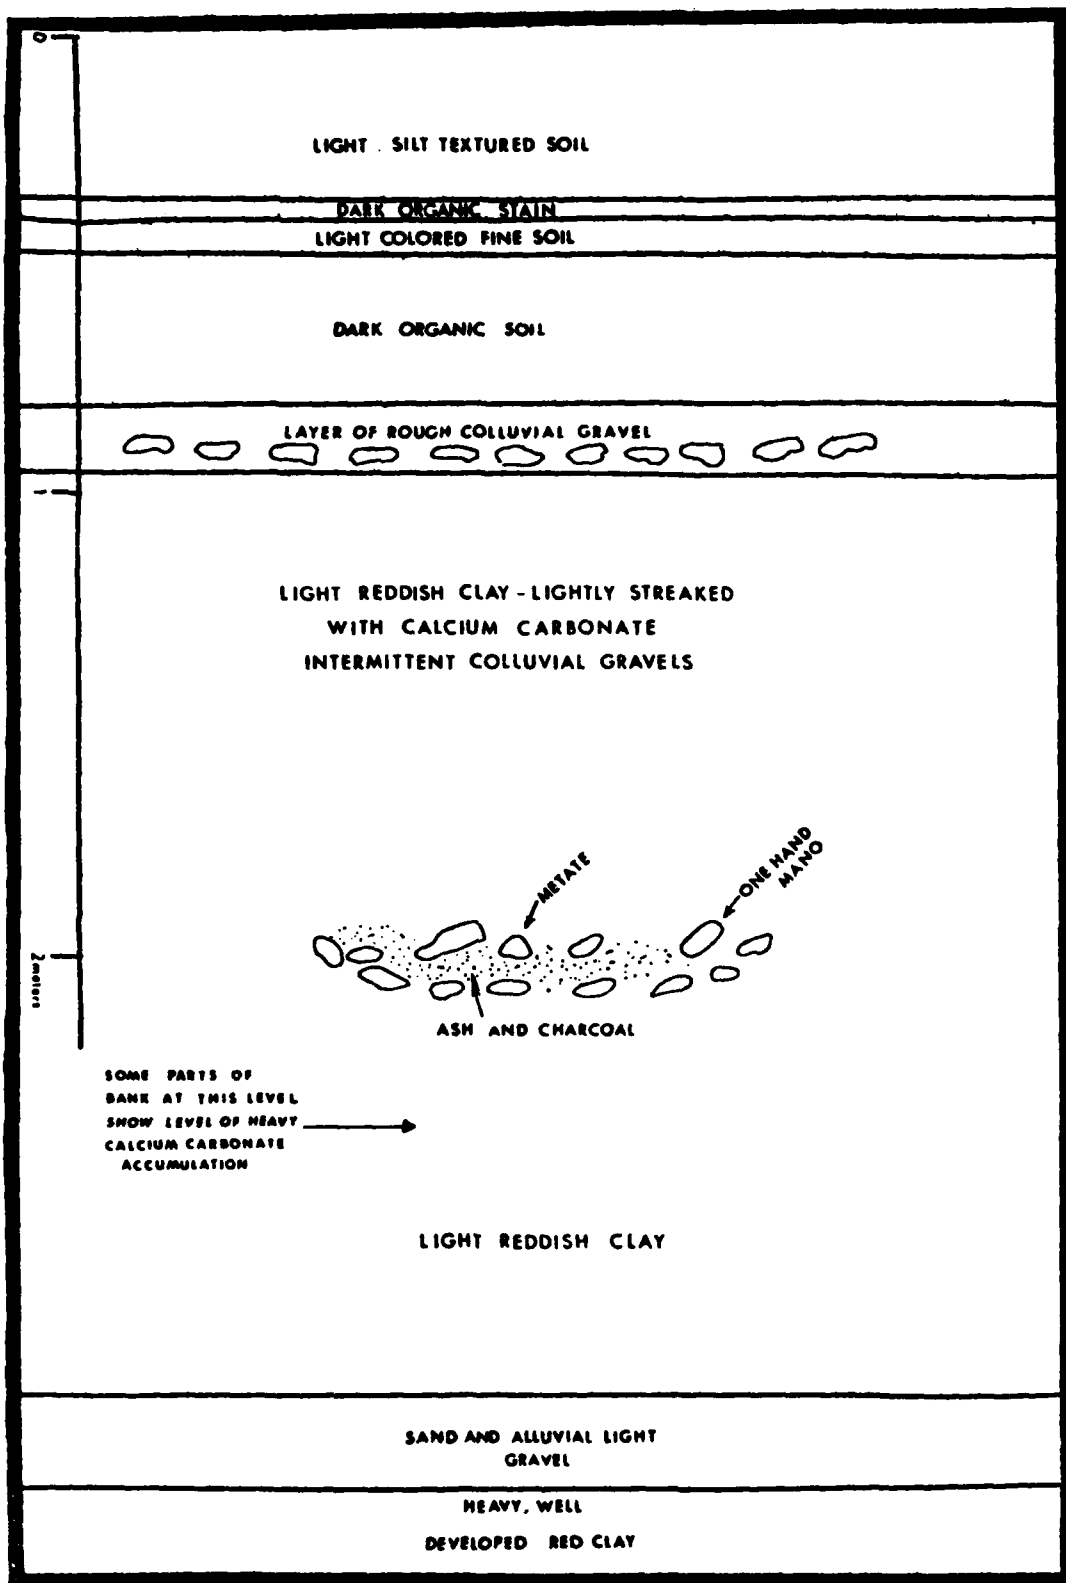 0
LIGHT . SILT TEXTURED SOIL
DARK ORGANIC STAIN
LIGHT COLORED FINE SOIL
DARK ORGANIC SOIL
LAYER OF ROUGH COLLUVIAL GRAVEL
1
LIGHT REDDISH CLAY - LIGHTLY STREAKED
WITH CALCIUM CARBONATE
INTERMITTENT COLLUVIAL GRAVELS
METATE
ONE HAND
MANO
2 meters
ASH AND CHARCOAL
SOME PARTS OF
BANK AT THIS LEVEL
SHOW LEVEL OF HEAVY
CALCIUM CARBONATE
ACCUMULATION
LIGHT REDDISH CLAY
SAND AND ALLUVIAL LIGHT
GRAVEL
HEAVY, WELL
DEVELOPED RED CLAY